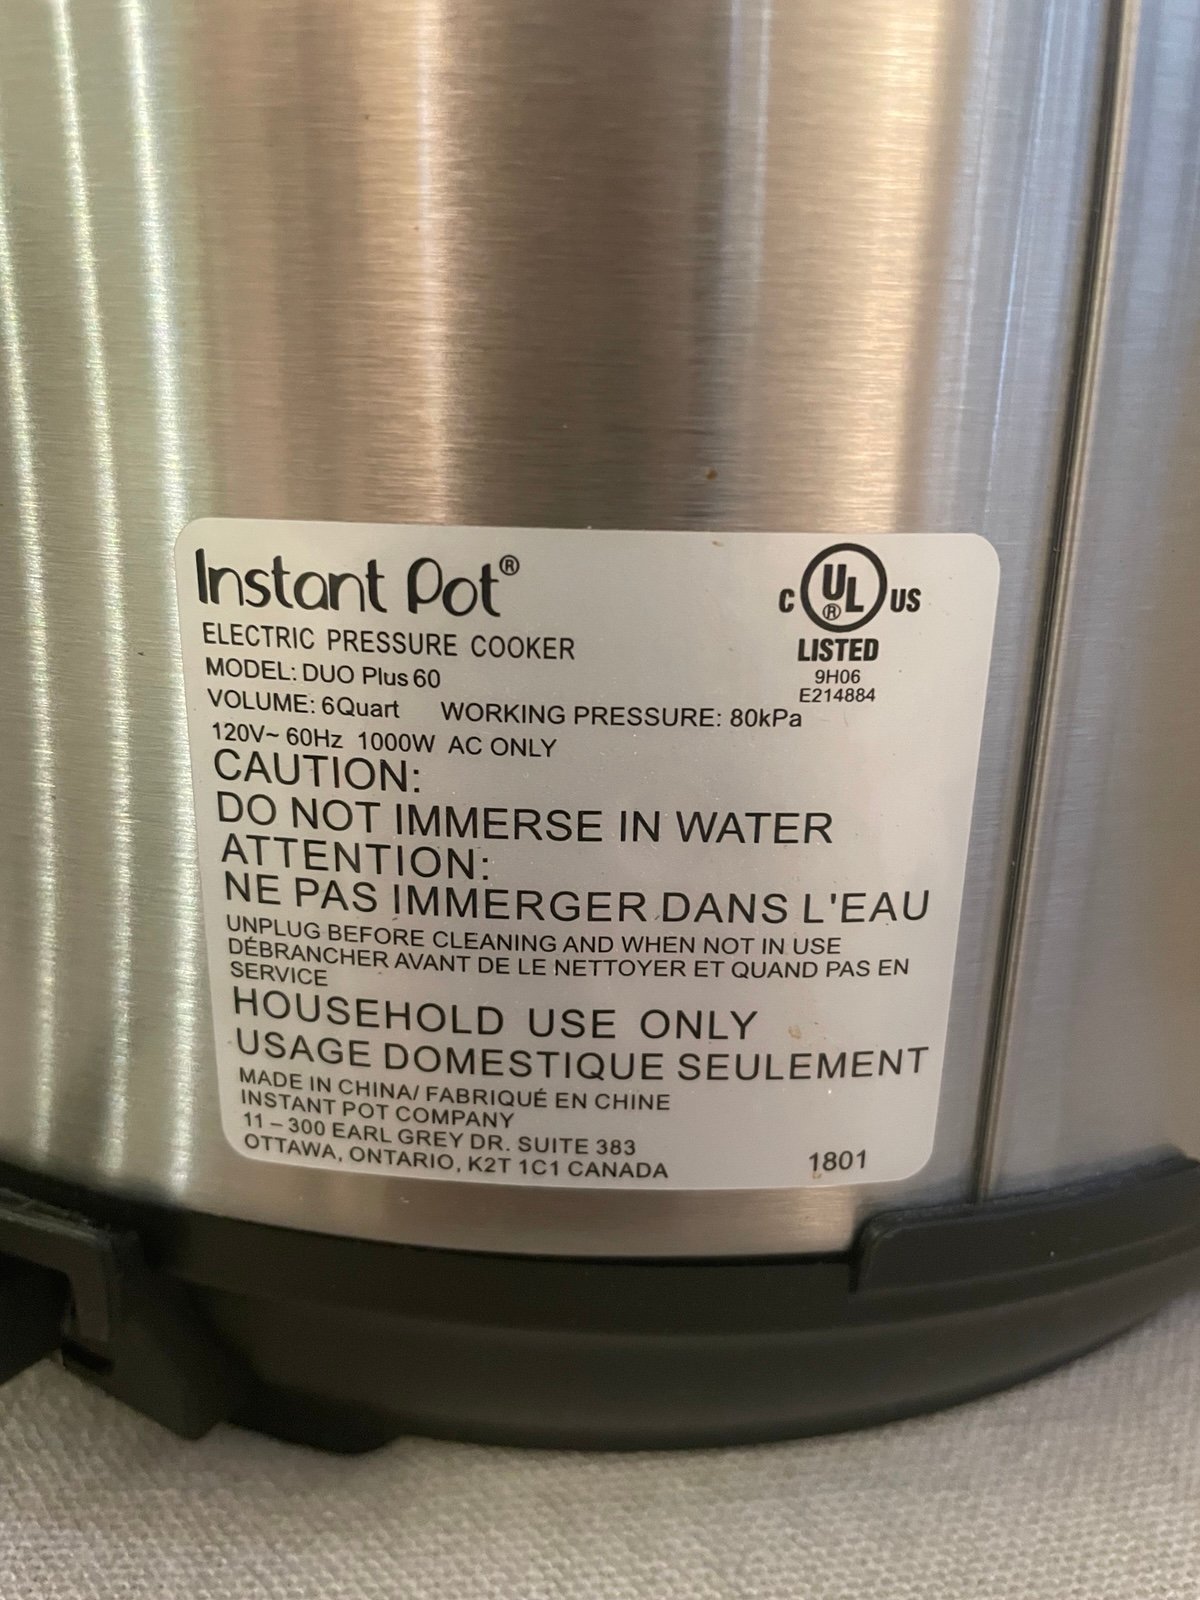 Instant Pot®
C UL® US
LISTED
9H06
E214884
ELECTRIC PRESSURE COOKER
MODEL: DUO Plus 60
VOLUME: 6Quart WORKING PRESSURE: 80kPa
120V~ 60Hz 1000W AC ONLY
CAUTION:
DO NOT IMMERSE IN WATER
ATTENTION:
NE PAS IMMERGER DANS L'EAU
UNPLUG BEFORE CLEANING AND WHEN NOT IN USE
DÉBRANCHER AVANT DE LE NETTOYER ET QUAND PAS EN
SERVICE
HOUSEHOLD USE ONLY
USAGE DOMESTIQUE SEULEMENT
MADE IN CHINA/ FABRIQUÉ EN CHINE
INSTANT POT COMPANY
11 – 300 EARL GREY DR. SUITE 383
OTTAWA, ONTARIO, K2T 1C1 CANADA
1801